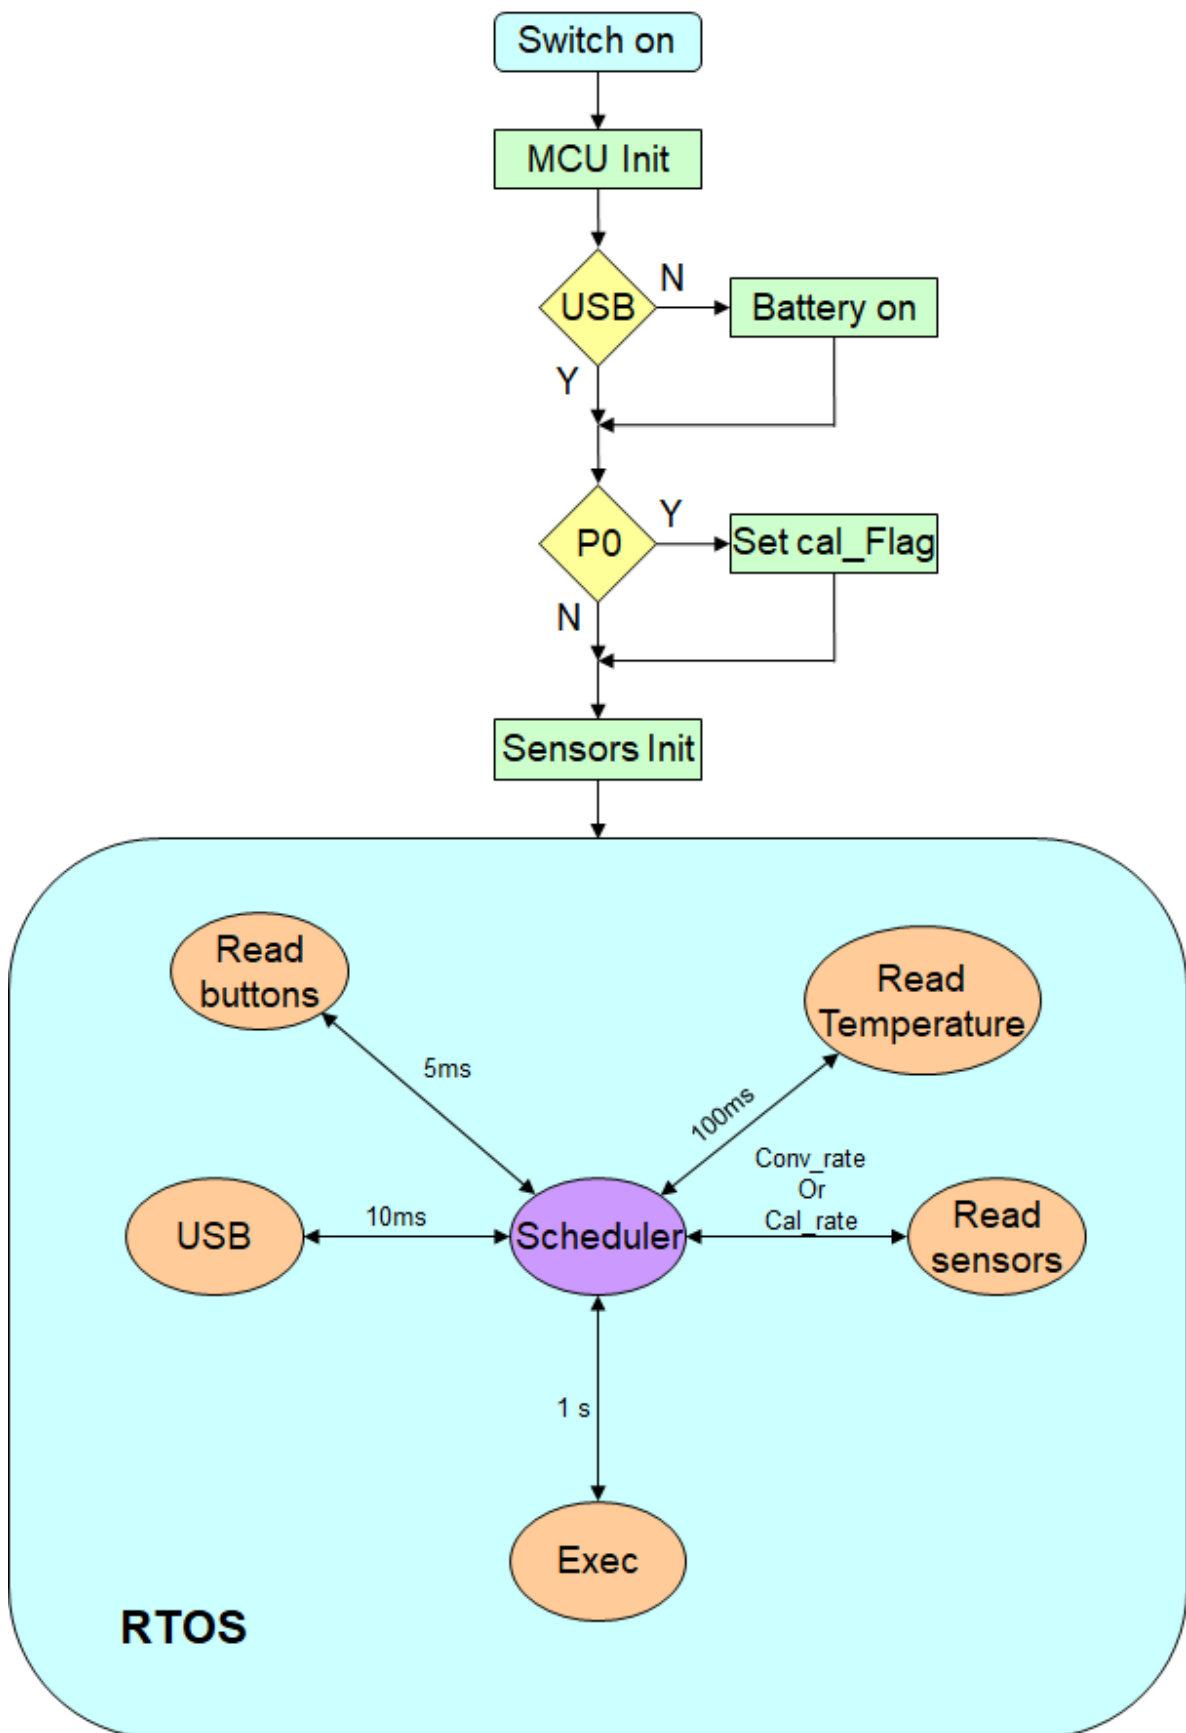 Switch on
MCU Init
USB
N
Battery on
Y
P0
Y
Set cal_Flag
N
Sensors Init
Read
buttons
Read
Temperature
5ms
100ms
Conv_rate
Or
Cal_rate
USB
10ms
Scheduler
Read
sensors
1 s
Exec
RTOS